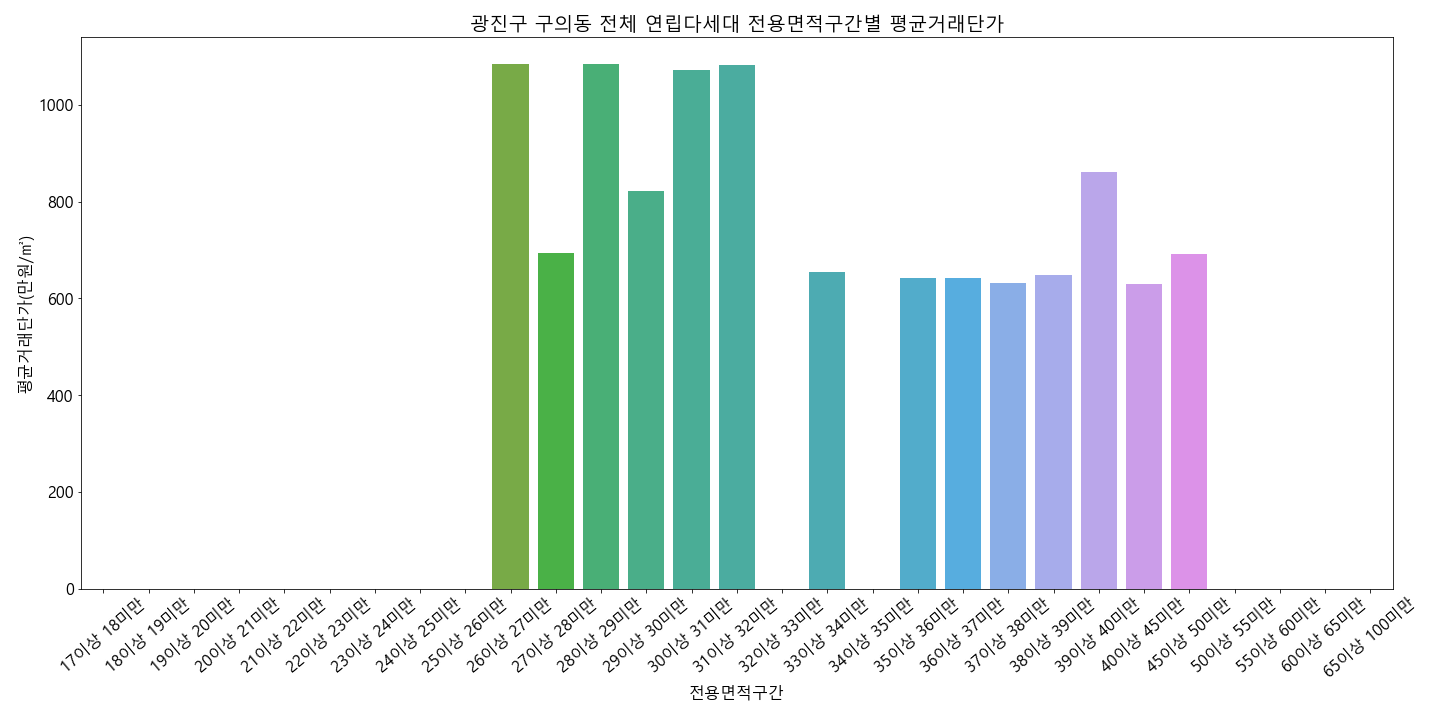 광진구 구의동 전체 연립다세대 전용면적구간별 평균거래단가
평균거래단가(만원/㎡)
1000
800
600
400
200
0
17이상 18미만
18이상 19미만
19이상 20미만
20이상 21미만
21이상 22미만
22이상 23미만
23이상 24미만
24이상 25미만
25이상 26미만
26이상 27미만
27이상 28미만
28이상 29미만
29이상 30미만
30이상 31미만
31이상 32미만
32이상 33미만
33이상 34미만
34이상 35미만
35이상 36미만
36이상 37미만
37이상 38미만
38이상 39미만
39이상 40미만
40이상 45미만
45이상 50미만
50이상 55미만
55이상 60미만
60이상 65미만
65이상 100미만
전용면적구간